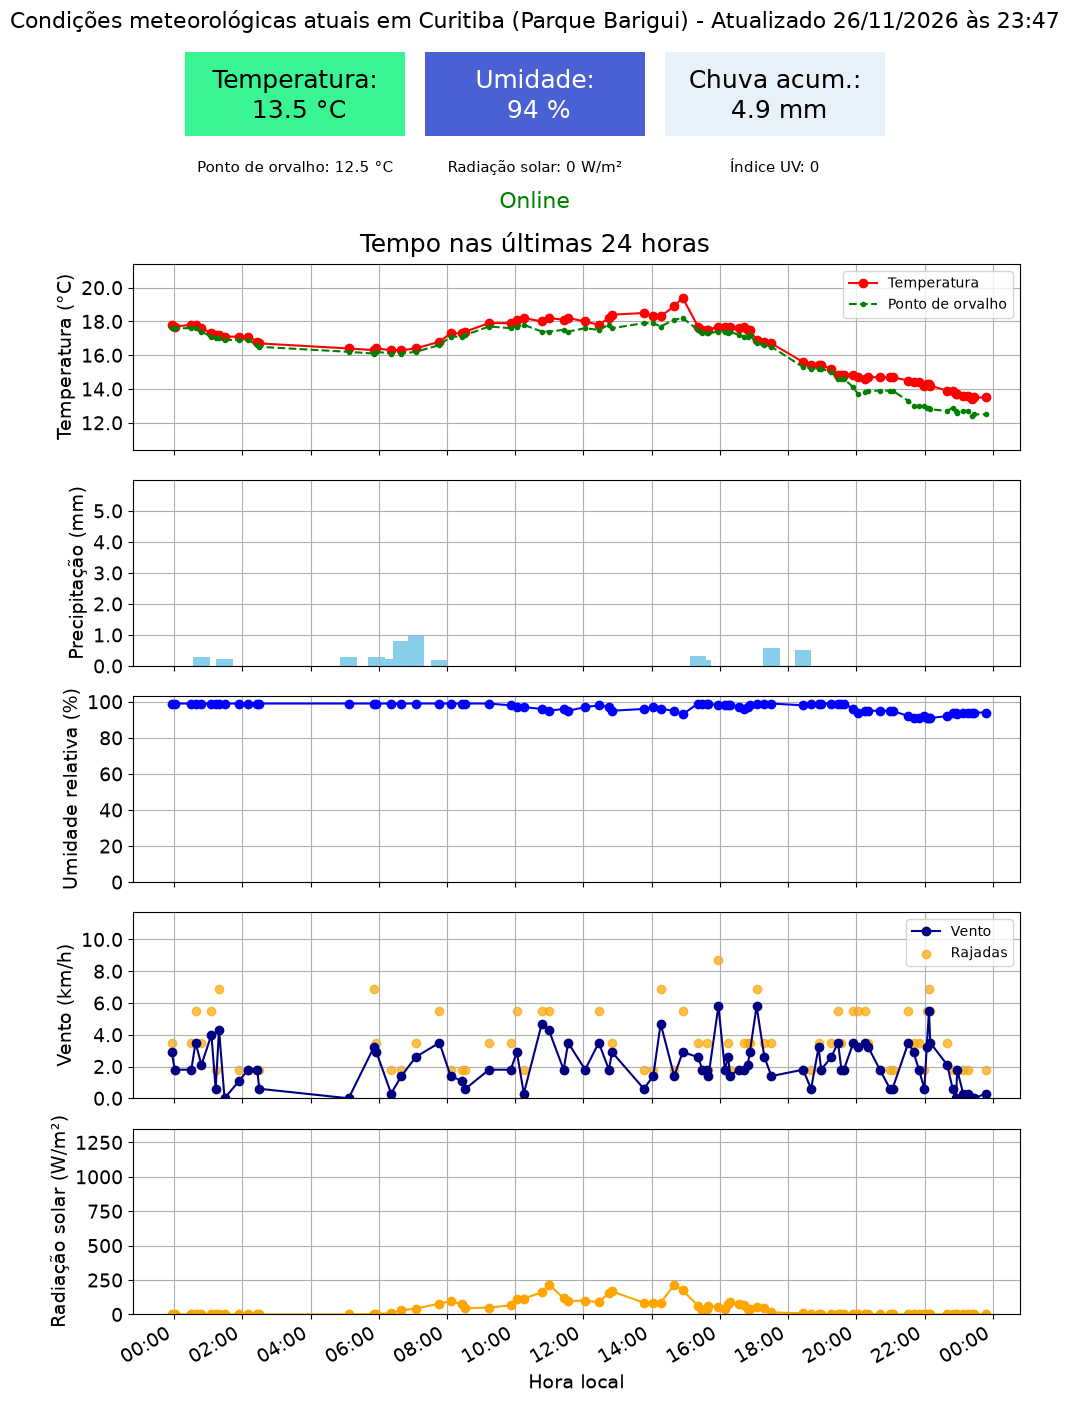 Condições meteorológicas atuais em Curitiba (Parque Barigui) - Atualizado 26/11/2026 às 23:47
Temperatura:
13.5 °C
Umidade:
94 %
Chuva acum.:
4.9 mm
Ponto de orvalho: 12.5 °C
Radiação solar: 0 W/m²
Índice UV: 0
Online
Tempo nas últimas 24 horas
Temperatura (°C)
20.0
18.0
16.0
14.0
12.0
Temperatura
Ponto de orvalho
Precipitação (mm)
5.0
4.0
3.0
2.0
1.0
0.0
Umidade relativa (%)
100
80
60
40
20
0
Vento (km/h)
10.0
8.0
6.0
4.0
2.0
0.0
Vento
Rajadas
Radiação solar (W/m²)
1250
1000
750
500
250
0
00:00
02:00
04:00
06:00
08:00
10:00
12:00
14:00
16:00
18:00
20:00
22:00
00:00
Hora local